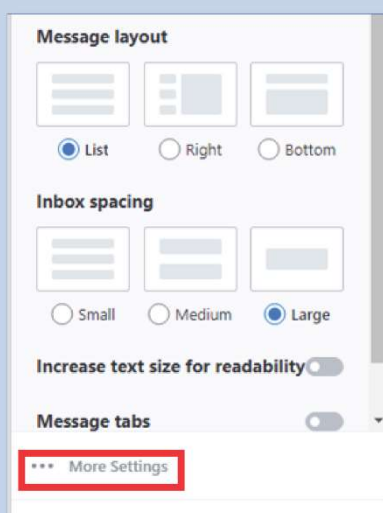 Message layout
List Right Bottom
Inbox spacing
Small Medium Large
Increase text size for readability
Message tabs
••• More Settings